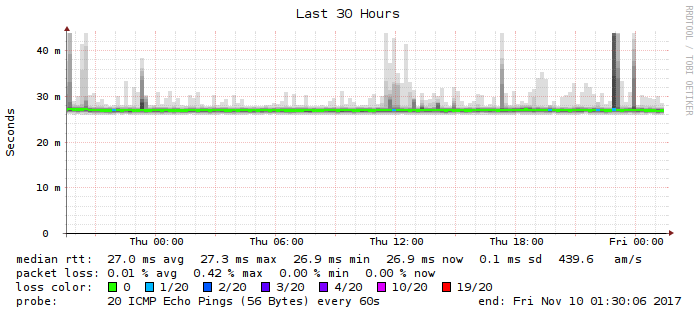 Last 30 Hours
RRDTOOL / TOBI OETIKER
Seconds
40 m
30 m
20 m
10 m
0
Thu 00:00 Thu 06:00 Thu 12:00 Thu 18:00 Fri 00:00
median rtt: 27.0 ms avg 27.3 ms max 26.9 ms min 26.9 ms now 0.1 ms sd 439.6 am/s
packet loss: 0.01 % avg 0.42 % max 0.00 % min 0.00 % now
loss color: 0 1/20 2/20 3/20 4/20 10/20 19/20
probe: 20 ICMP Echo Pings (56 Bytes) every 60s end: Fri Nov 10 01:30:06 2017